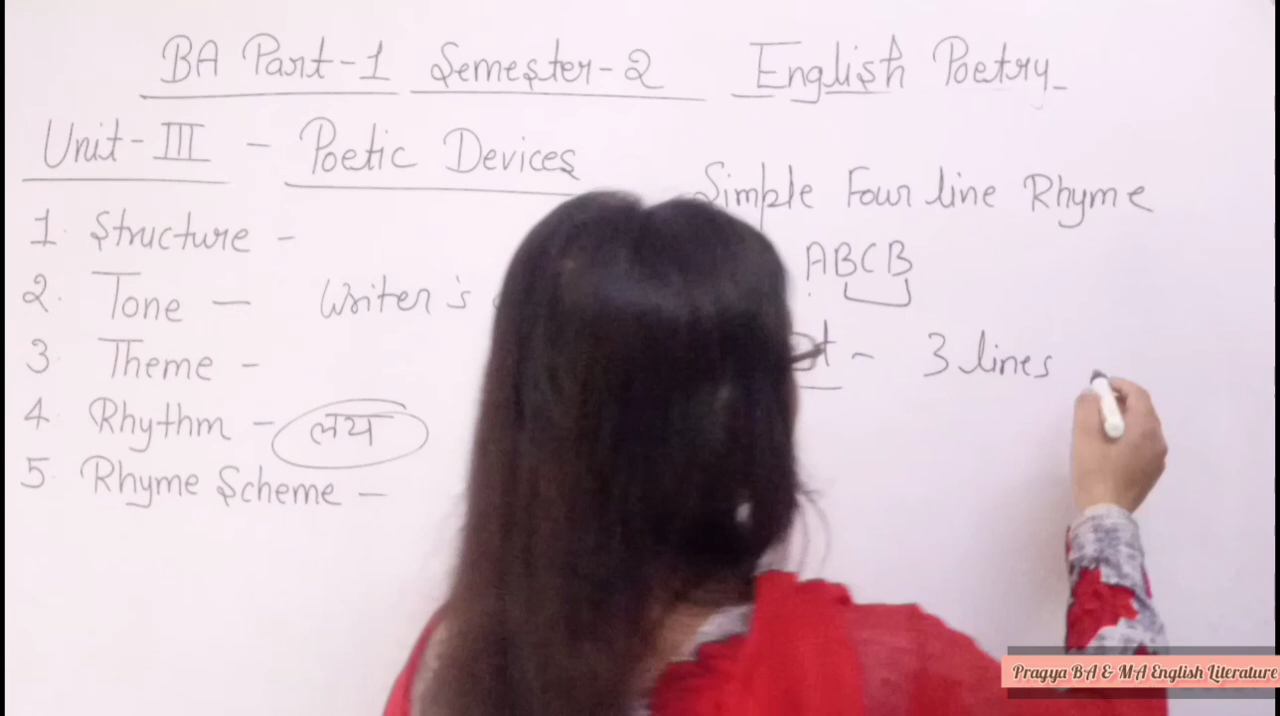 BA Part-1 Semester-2 English Poetry
Unit-III - Poetic Devices
Simple Four line Rhyme
1. Structure -
ABCB
2. Tone - Writer's
3 Theme -
- 3 lines
4 Rhythm - लय
5 Rhyme Scheme -
Pragya BA & MA English Literature